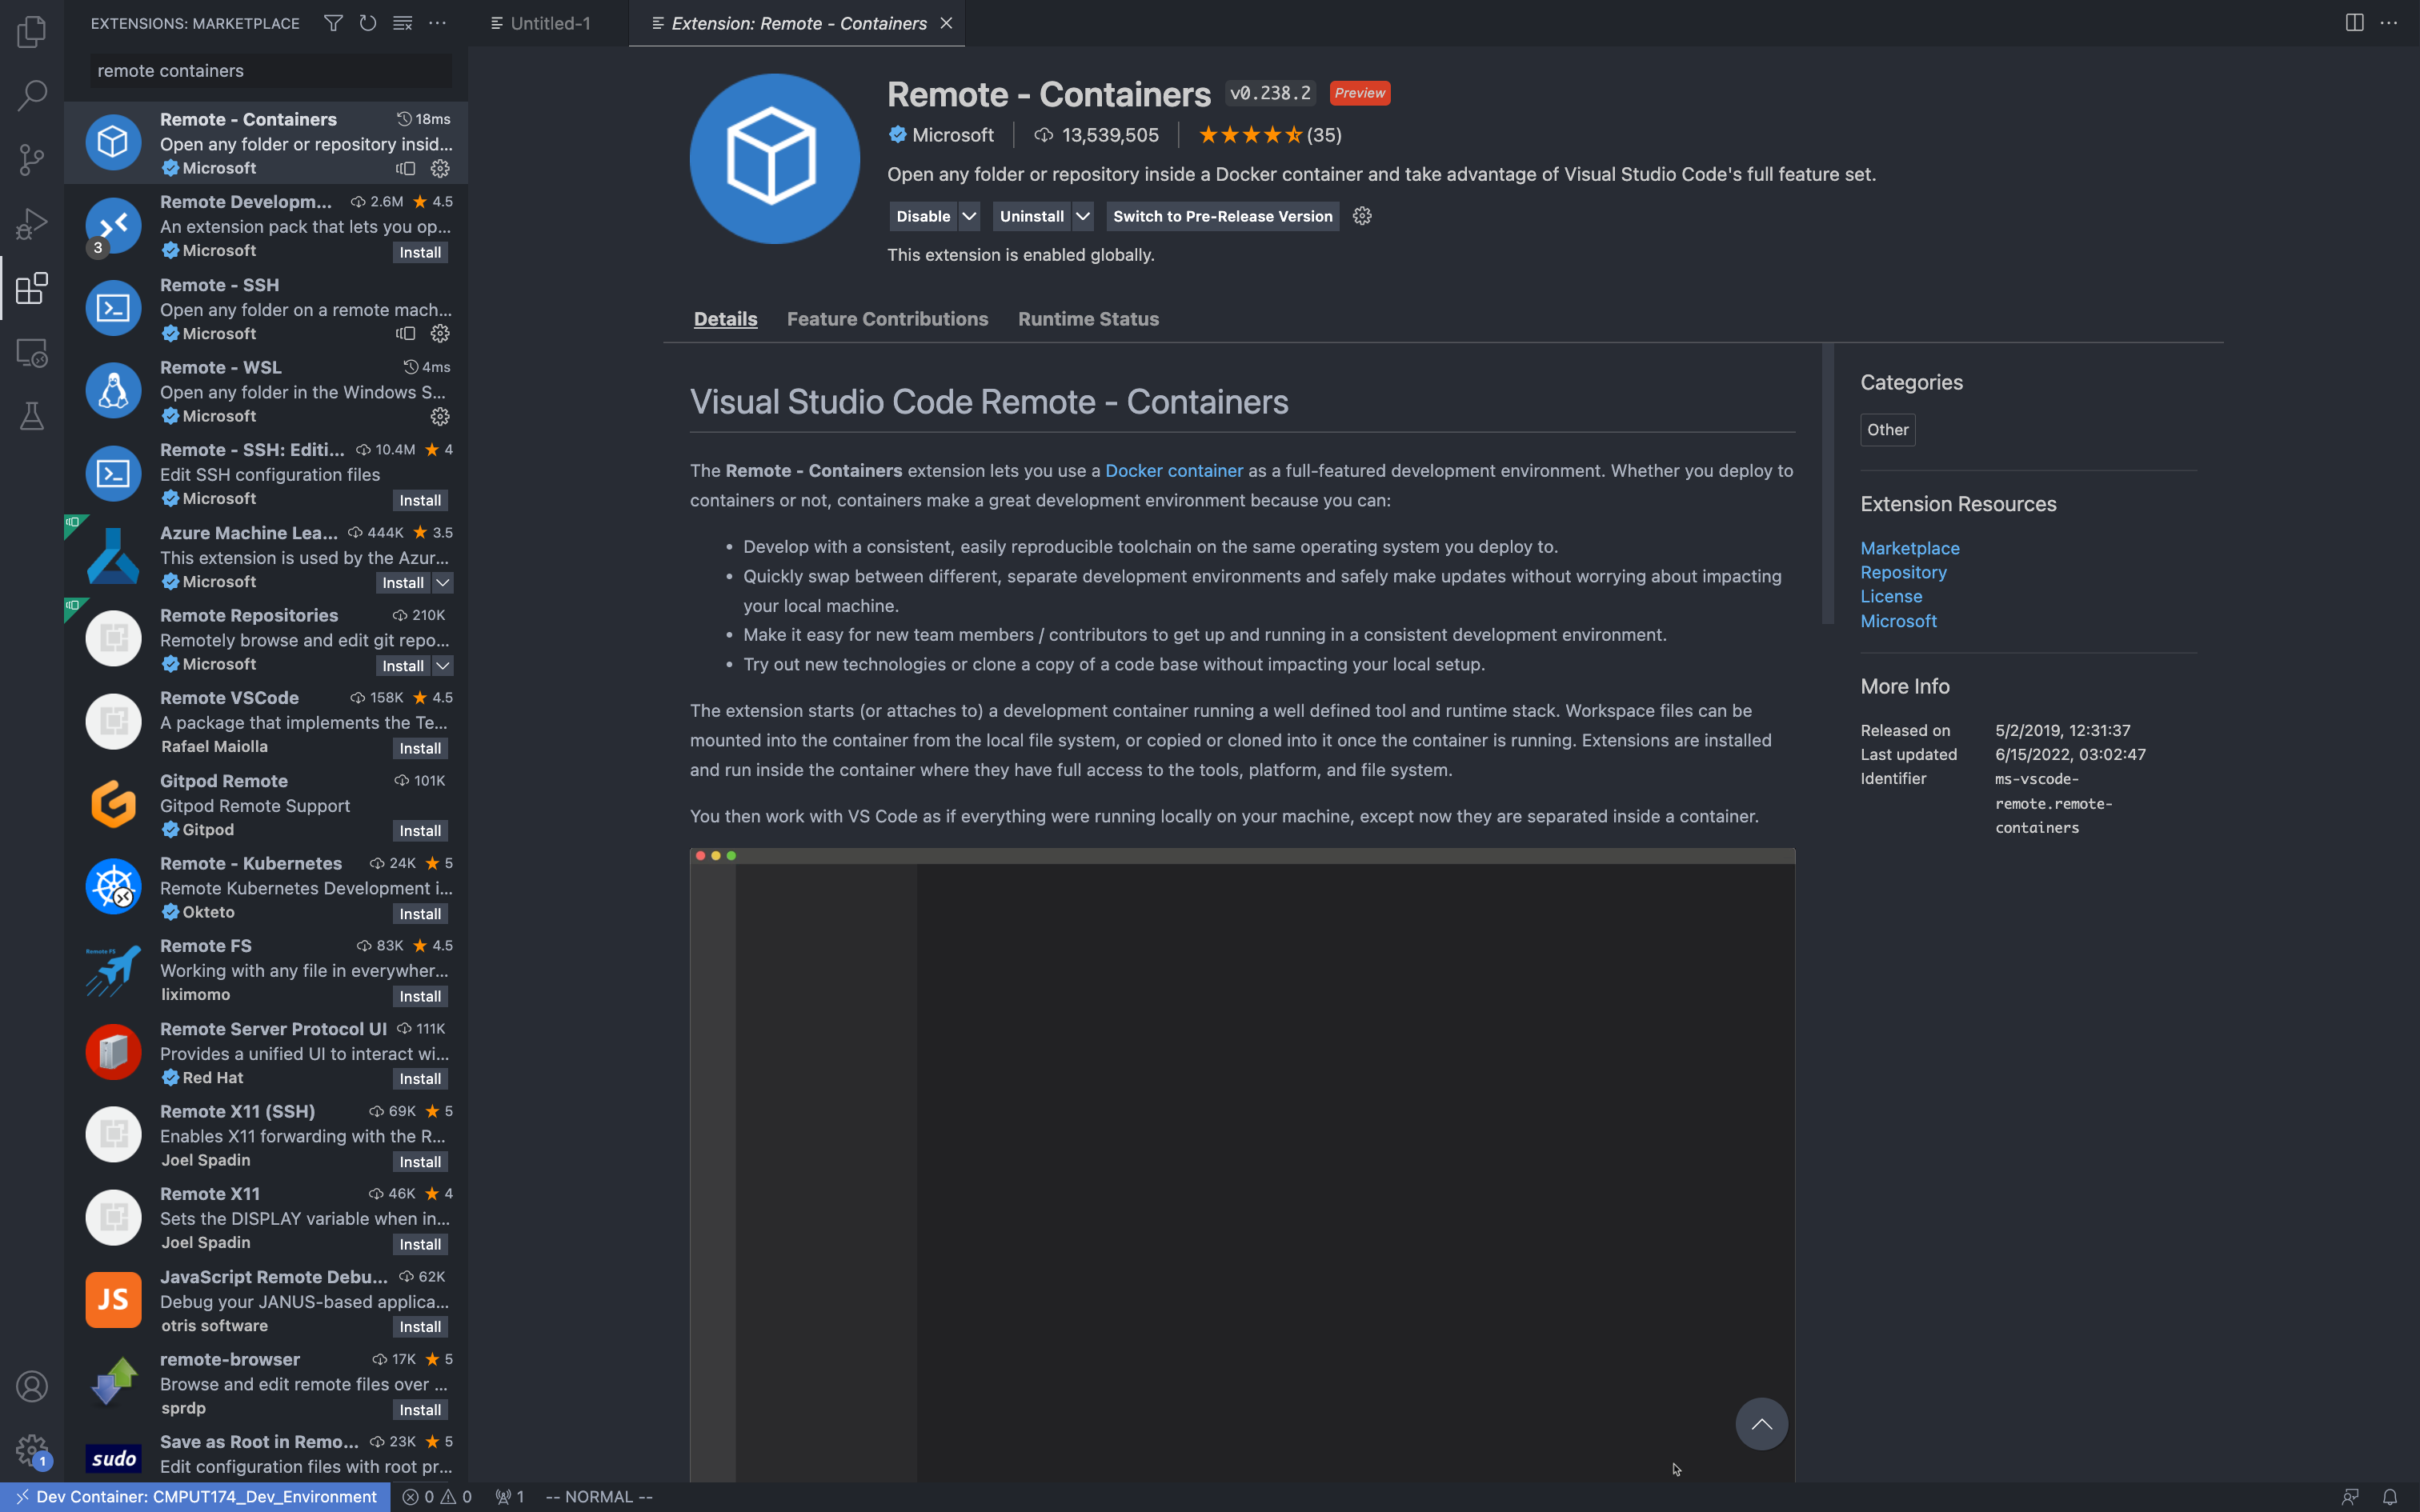 EXTENSIONS: MARKETPLACE
remote containers
Remote - Containers 18ms
Open any folder or repository insid...
Microsoft
Remote Developm... 2.6M 4.5
An extension pack that lets you op...
3
Microsoft Install
Remote - SSH
Open any folder on a remote mach...
Microsoft
Remote - WSL 4ms
Open any folder in the Windows S...
Microsoft
Remote - SSH: Editi... 10.4M 4
Edit SSH configuration files
Microsoft Install
Azure Machine Lea... 444K 3.5
This extension is used by the Azur...
Microsoft Install
Remote Repositories 210K
Remotely browse and edit git repo...
Microsoft Install
Remote VSCode 158K 4.5
A package that implements the Te...
Rafael Maiolla Install
Gitpod Remote 101K
Gitpod Remote Support
Gitpod Install
Remote - Kubernetes 24K 5
Remote Kubernetes Development i...
Okteto Install
Remote FS 83K 4.5
Remote FS
Working with any file in everywher...
liximomo Install
Remote Server Protocol UI 111K
Provides a unified UI to interact wi...
Red Hat Install
Remote X11 (SSH) 69K 5
Enables X11 forwarding with the R...
Joel Spadin Install
Remote X11 46K 4
Sets the DISPLAY variable when in...
Joel Spadin Install
JavaScript Remote Debu... 62K
JS
Debug your JANUS-based applica...
otris software Install
remote-browser 17K 5
Browse and edit remote files over ...
sprdp Install
Save as Root in Remo... 23K 5
sudo
Edit configuration files with root pr...
1
Untitled-1
Extension: Remote - Containers
Remote - Containers v0.238.2 Preview
Microsoft 13,539,505 (35)
Open any folder or repository inside a Docker container and take advantage of Visual Studio Code's full feature set.
Disable Uninstall Switch to Pre-Release Version
This extension is enabled globally.
Details Feature Contributions Runtime Status
Visual Studio Code Remote - Containers
The Remote - Containers extension lets you use a Docker container as a full-featured development environment. Whether you deploy to
containers or not, containers make a great development environment because you can:
• Develop with a consistent, easily reproducible toolchain on the same operating system you deploy to.
• Quickly swap between different, separate development environments and safely make updates without worrying about impacting
your local machine.
• Make it easy for new team members / contributors to get up and running in a consistent development environment.
• Try out new technologies or clone a copy of a code base without impacting your local setup.
The extension starts (or attaches to) a development container running a well defined tool and runtime stack. Workspace files can be
mounted into the container from the local file system, or copied or cloned into it once the container is running. Extensions are installed
and run inside the container where they have full access to the tools, platform, and file system.
You then work with VS Code as if everything were running locally on your machine, except now they are separated inside a container.
Categories
Other
Extension Resources
Marketplace
Repository
License
Microsoft
More Info
Released on 5/2/2019, 12:31:37
Last updated 6/15/2022, 03:02:47
Identifier ms-vscode-
remote.remote-
containers
Dev Container: CMPUT174_Dev_Environment 0 0 1 -- NORMAL --